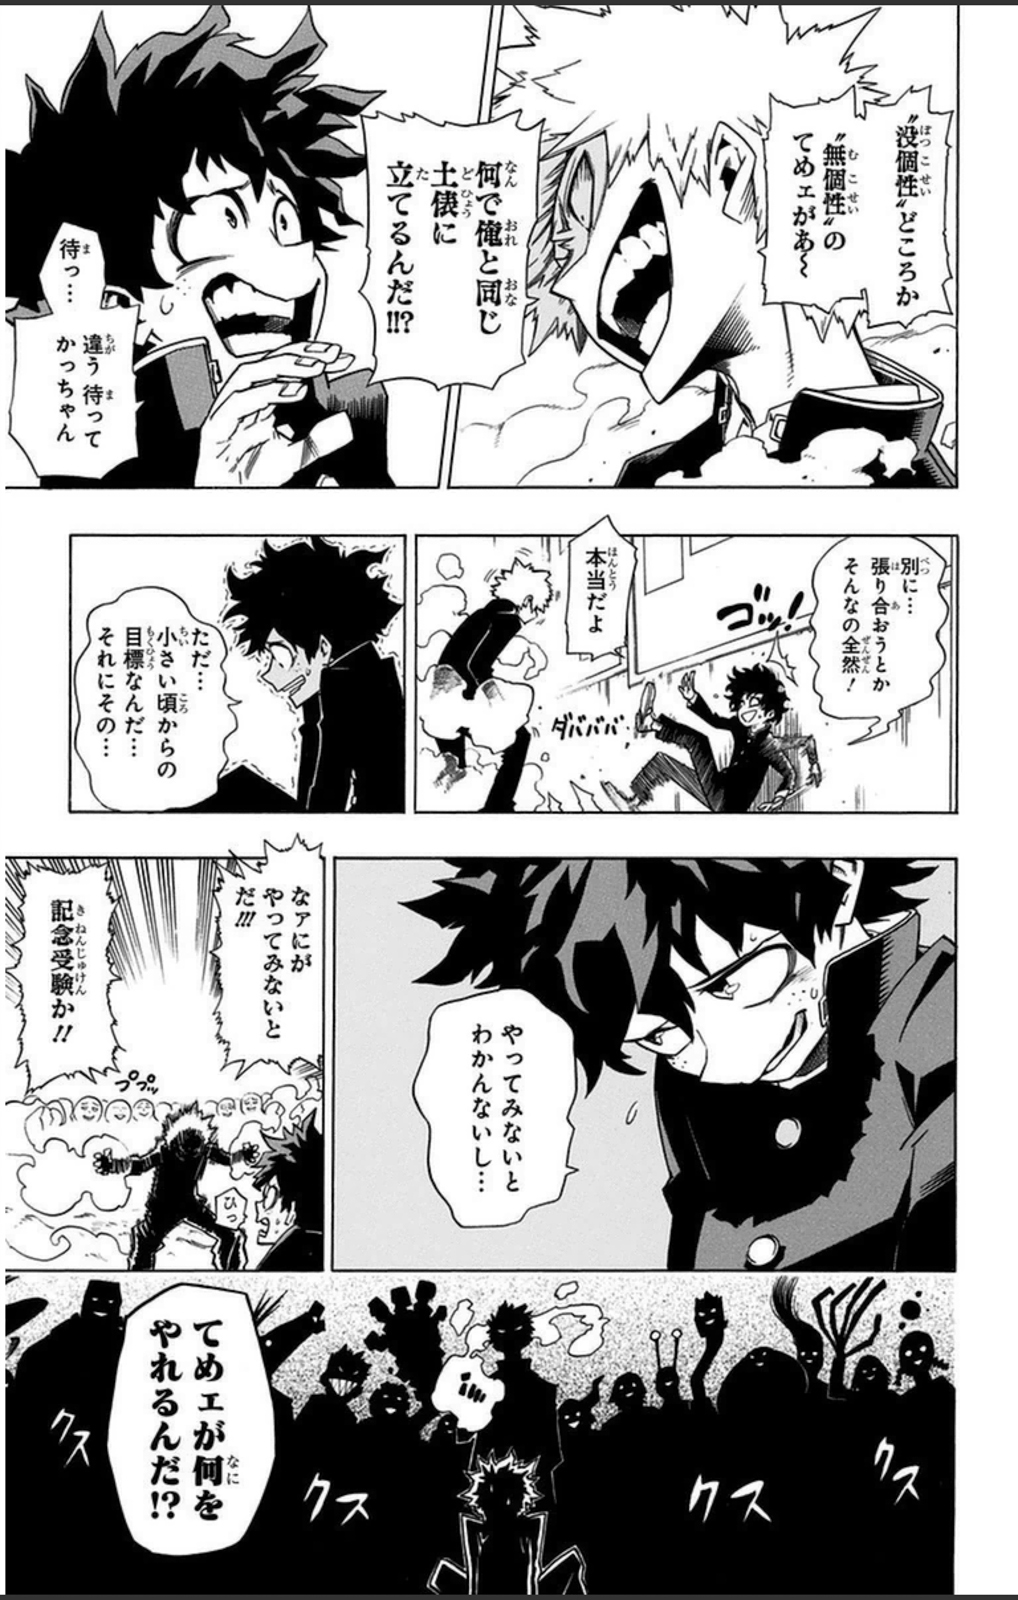 “没個性”どころか
“無個性”の
てめェがあ～
何で俺と同じ
土俵に
立てるんだ!!?
待っ…
違う 待って
かっちゃん
別に…
張り合おうとか
そんなの全然！
本当だよ
ゴッ！
ダババババ
ただ…
小さい頃からの
目標なんだ…
それにその…
やってみないと
わかんないし…
なァにが
やってみないと
だ!!!
記念受験か!!
ププッ
ひっ
てめェが何を
やれるんだ!?
クス
クス
クス
クス